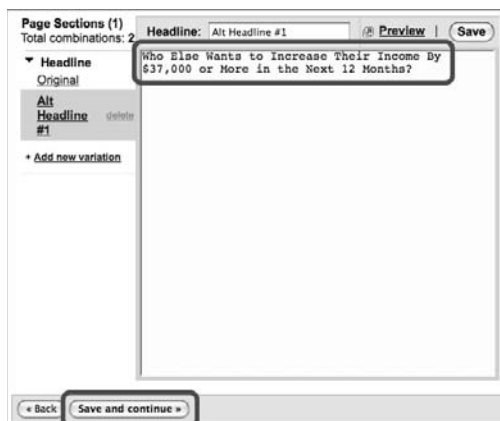 Page Sections (1)
Total combinations: 2
▼ Headline
Original
Alt
Headline
#1
delete
+ Add new variation
Headline: Alt Headline #1
Preview | Save
Who Else Wants to Increase Their Income By
$37,000 or More in the Next 12 Months?
« Back
Save and continue »